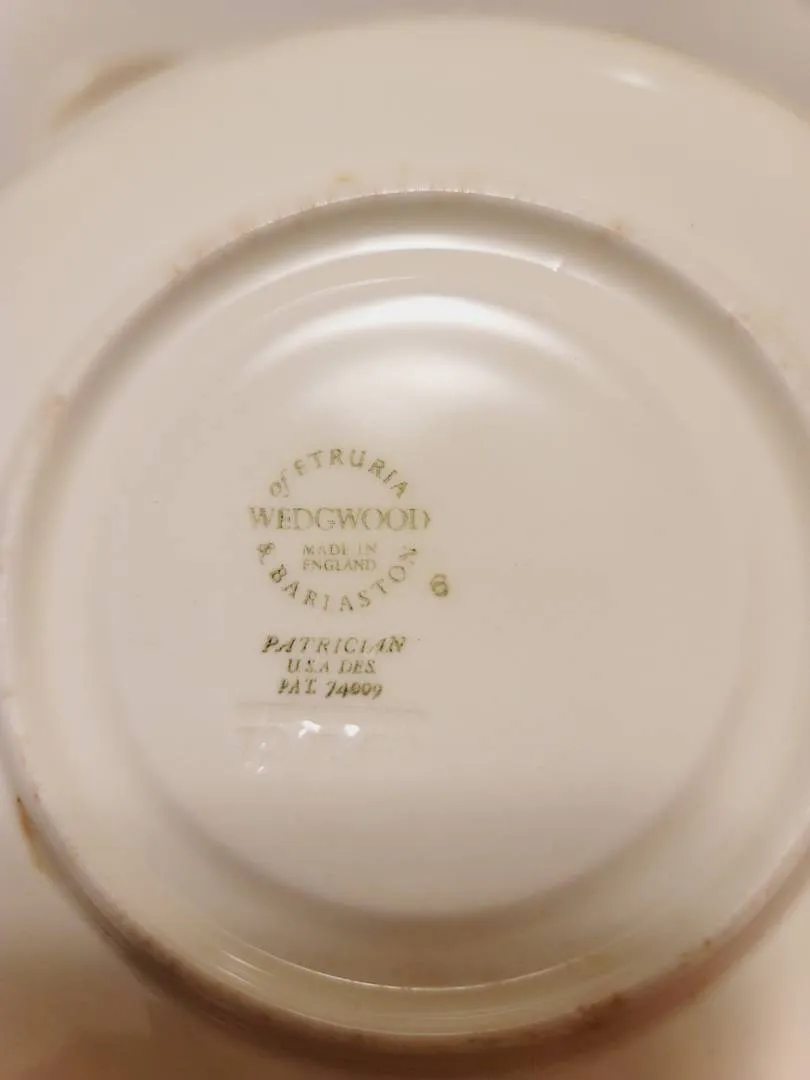 of ETRURIA
WEDGWOOD
MADE IN
ENGLAND
& BARLASTON
6
PATRICIAN
U.S.A DES.
PAT. 74009